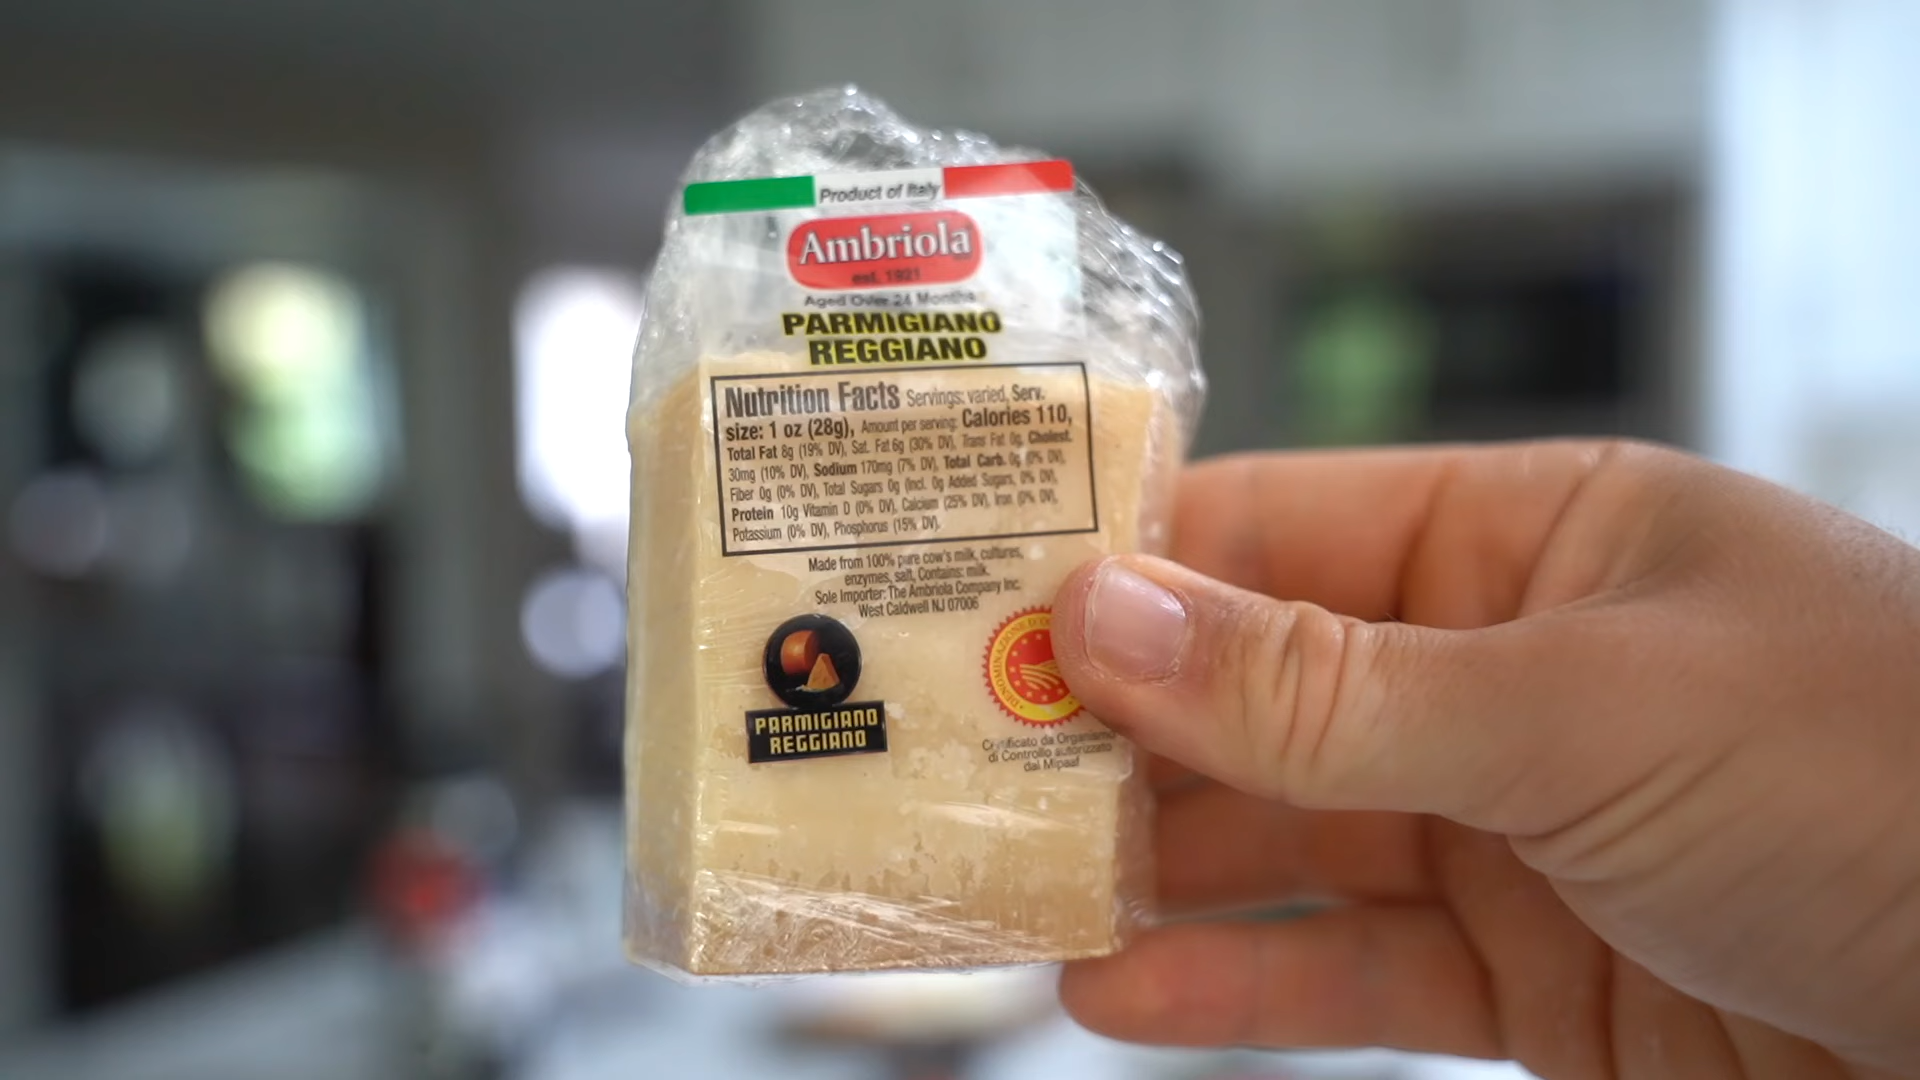 Product of Italy
Ambriola
est. 1921
Aged Over 24 Months
PARMIGIANO
REGGIANO
Nutrition Facts Servings: varied, Serv.
size: 1 oz (28g), Amount per serving: Calories 110,
Total Fat 8g (19% DV), Sat. Fat 6g (30% DV), Trans Fat 0g, Cholest.
30mg (10% DV), Sodium 170mg (7% DV), Total Carb. 0g (0% DV),
Fiber 0g (0% DV), Total Sugars 0g (Incl. 0g Added Sugars, 0% DV),
Protein 10g Vitamin D (0% DV), Calcium (25% DV), Iron (0% DV),
Potassium (0% DV), Phosphorus (15% DV).
Made from 100% pure cow's milk, cultures,
enzymes, salt, Contains: milk.
Sole Importer: The Ambriola Company Inc.
West Caldwell NJ 07006
PARMIGIANO
REGGIANO
DENOMINAZIONE
Certificato da Organismo
di Controllo autorizzato
dal Mipaaf